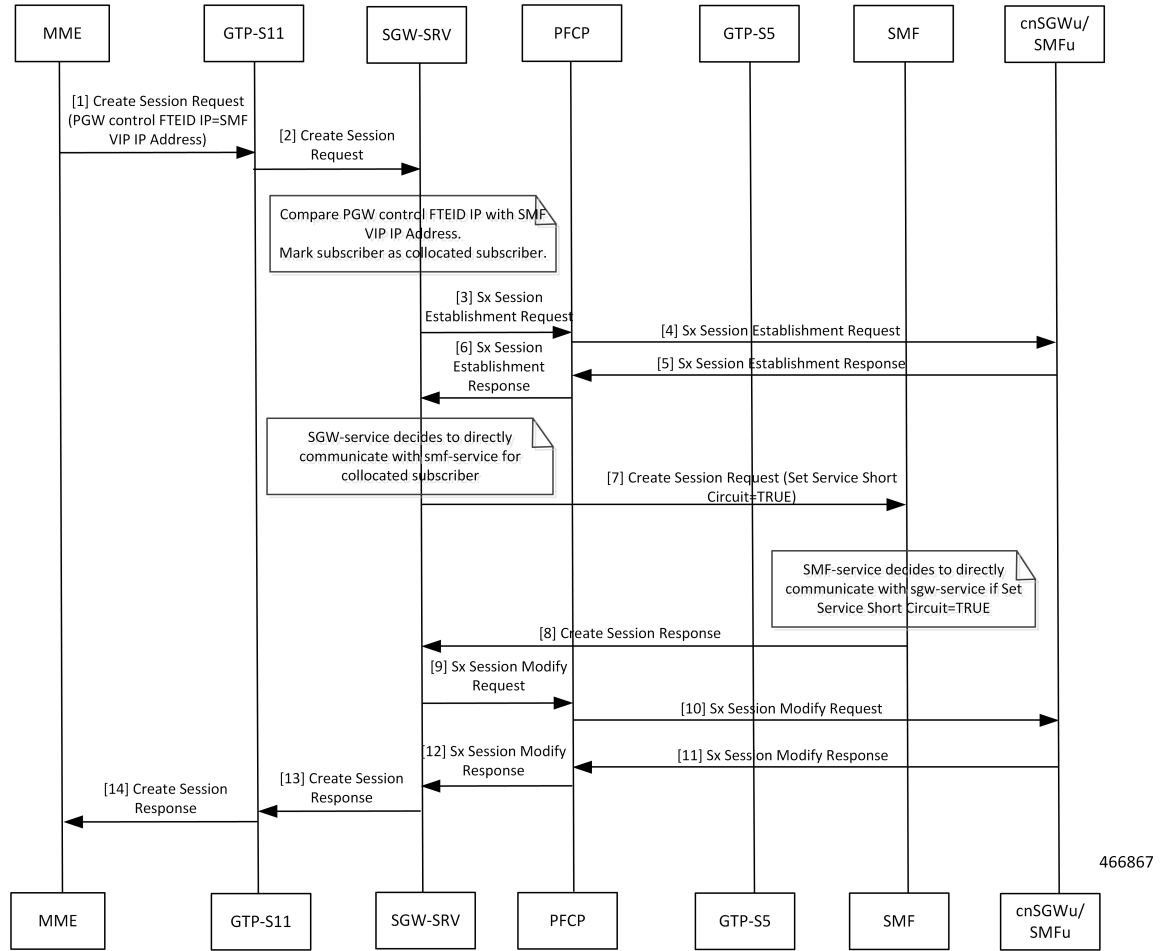 MME
GTP-S11
SGW-SRV
PFCP
GTP-S5
SMF
cnSGWu/
SMFu
[1] Create Session Request
(PGW control FTEID IP=SMF
VIP IP Address)
[2] Create Session
Request
Compare PGW control FTEID IP with SMF
VIP IP Address.
Mark subscriber as collocated subscriber.
[3] Sx Session
Establishment Request
[4] Sx Session Establishment Request
[5] Sx Session Establishment Response
[6] Sx Session
Establishment
Response
SGW-service decides to directly
communicate with smf-service for
collocated subscriber
[7] Create Session Request (Set Service Short
Circuit=TRUE)
SMF-service decides to directly
communicate with sgw-service if Set
Service Short Circuit=TRUE
[8] Create Session Response
[9] Sx Session Modify
Request
[10] Sx Session Modify Request
[11] Sx Session Modify Response
[12] Sx Session Modify
Response
[13] Create Session
Response
[14] Create Session
Response
466867
MME
GTP-S11
SGW-SRV
PFCP
GTP-S5
SMF
cnSGWu/
SMFu